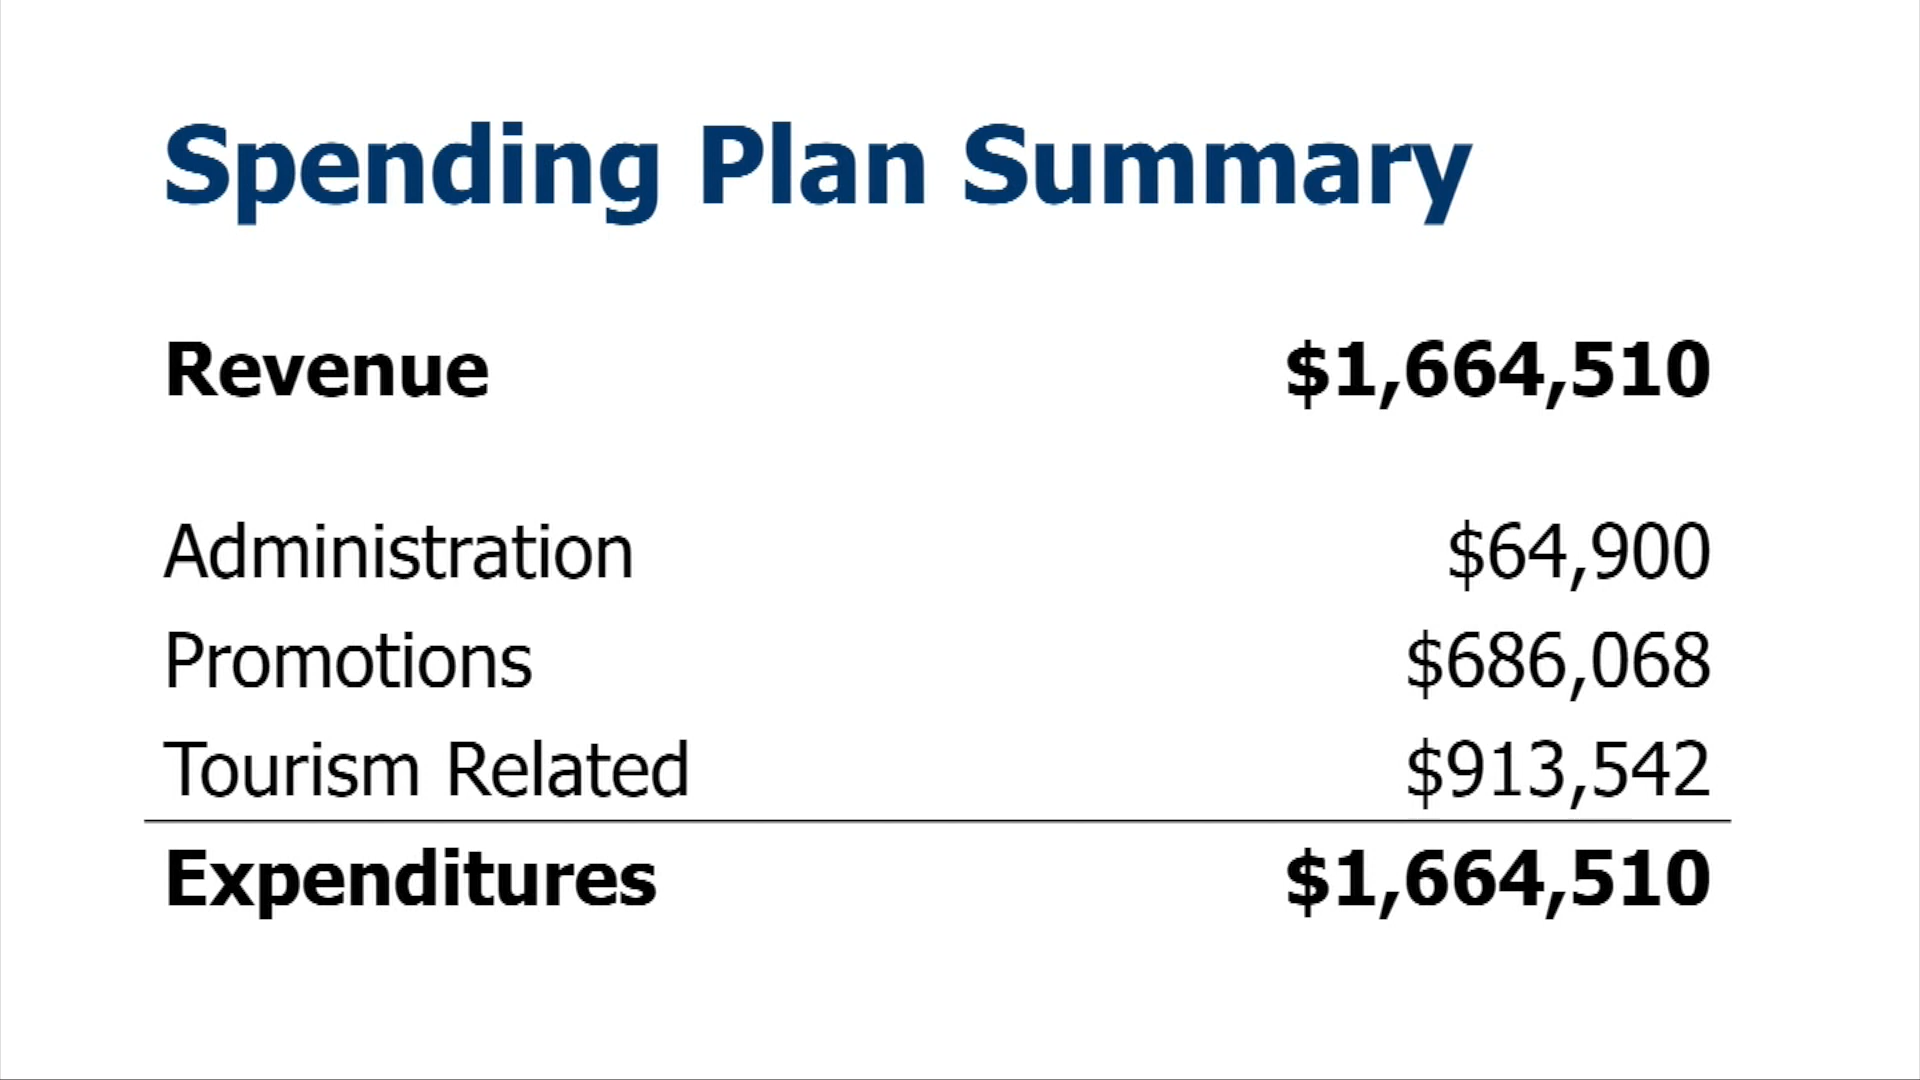 Spending Plan Summary
Revenue $1,664,510
Administration $64,900
Promotions $686,068
Tourism Related $913,542
Expenditures $1,664,510